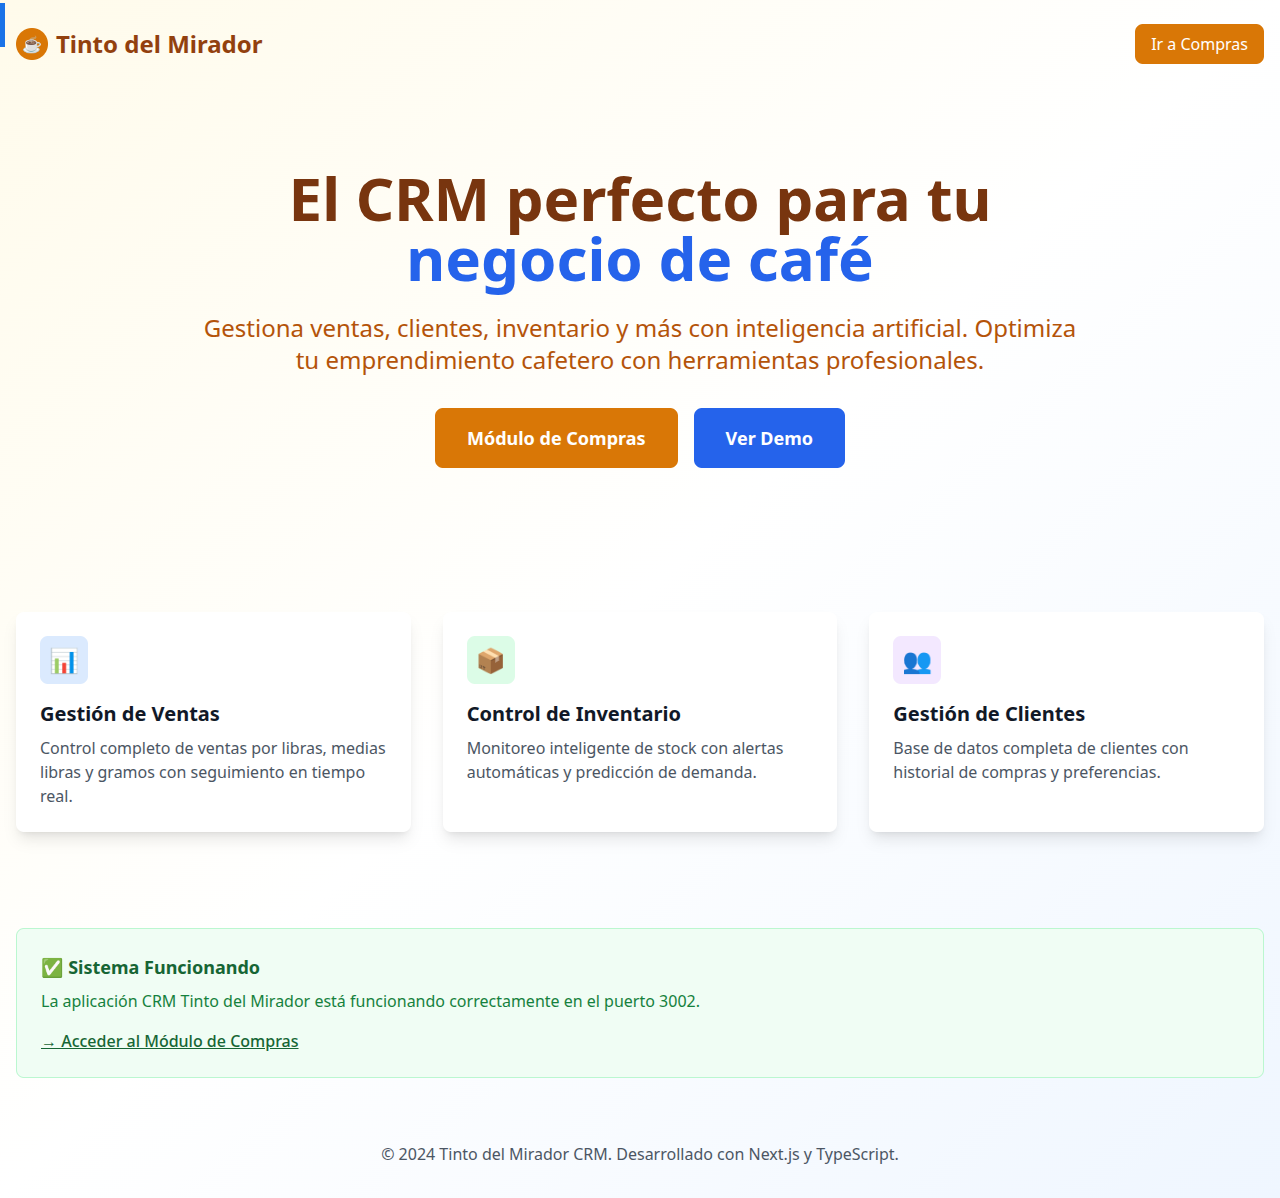 Tinto del Mirador
Ir a Compras
El CRM perfecto para tu
negocio de café
Gestiona ventas, clientes, inventario y más con inteligencia artificial. Optimiza
tu emprendimiento cafetero con herramientas profesionales.
Módulo de Compras
Ver Demo
Gestión de Ventas
Control completo de ventas por libras, medias
libras y gramos con seguimiento en tiempo
real.
Control de Inventario
Monitoreo inteligente de stock con alertas
automáticas y predicción de demanda.
Gestión de Clientes
Base de datos completa de clientes con
historial de compras y preferencias.
✅ Sistema Funcionando
La aplicación CRM Tinto del Mirador está funcionando correctamente en el puerto 3002.
→ Acceder al Módulo de Compras
© 2024 Tinto del Mirador CRM. Desarrollado con Next.js y TypeScript.